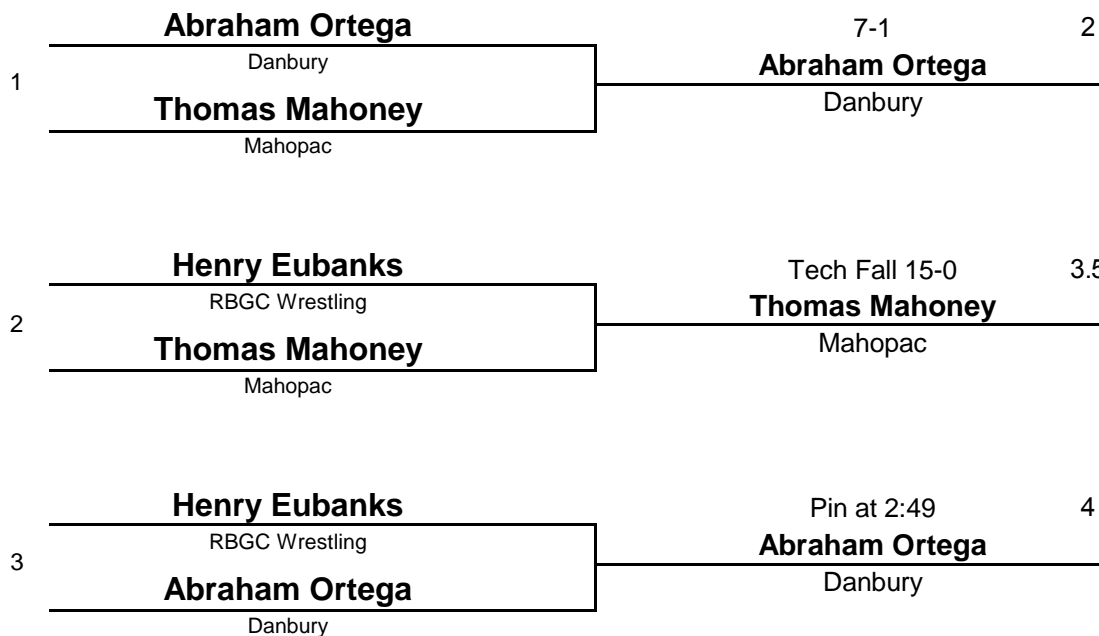 Abraham Ortega
7-1 2
Danbury
Abraham Ortega
1
Thomas Mahoney
Danbury
Mahopac
Henry Eubanks
Tech Fall 15-0 3.5
RBGC Wrestling
Thomas Mahoney
2
Thomas Mahoney
Mahopac
Mahopac
Henry Eubanks
Pin at 2:49 4
RBGC Wrestling
Abraham Ortega
3
Abraham Ortega
Danbury
Danbury